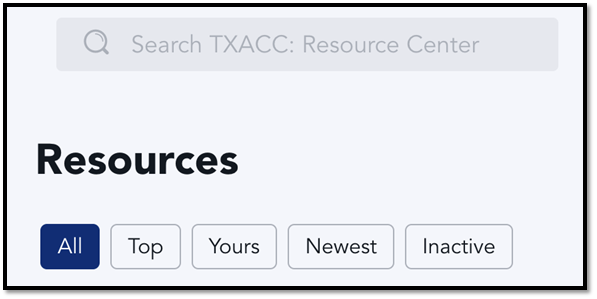 Search TXACC: Resource Center
Resources
All Top Yours Newest Inactive